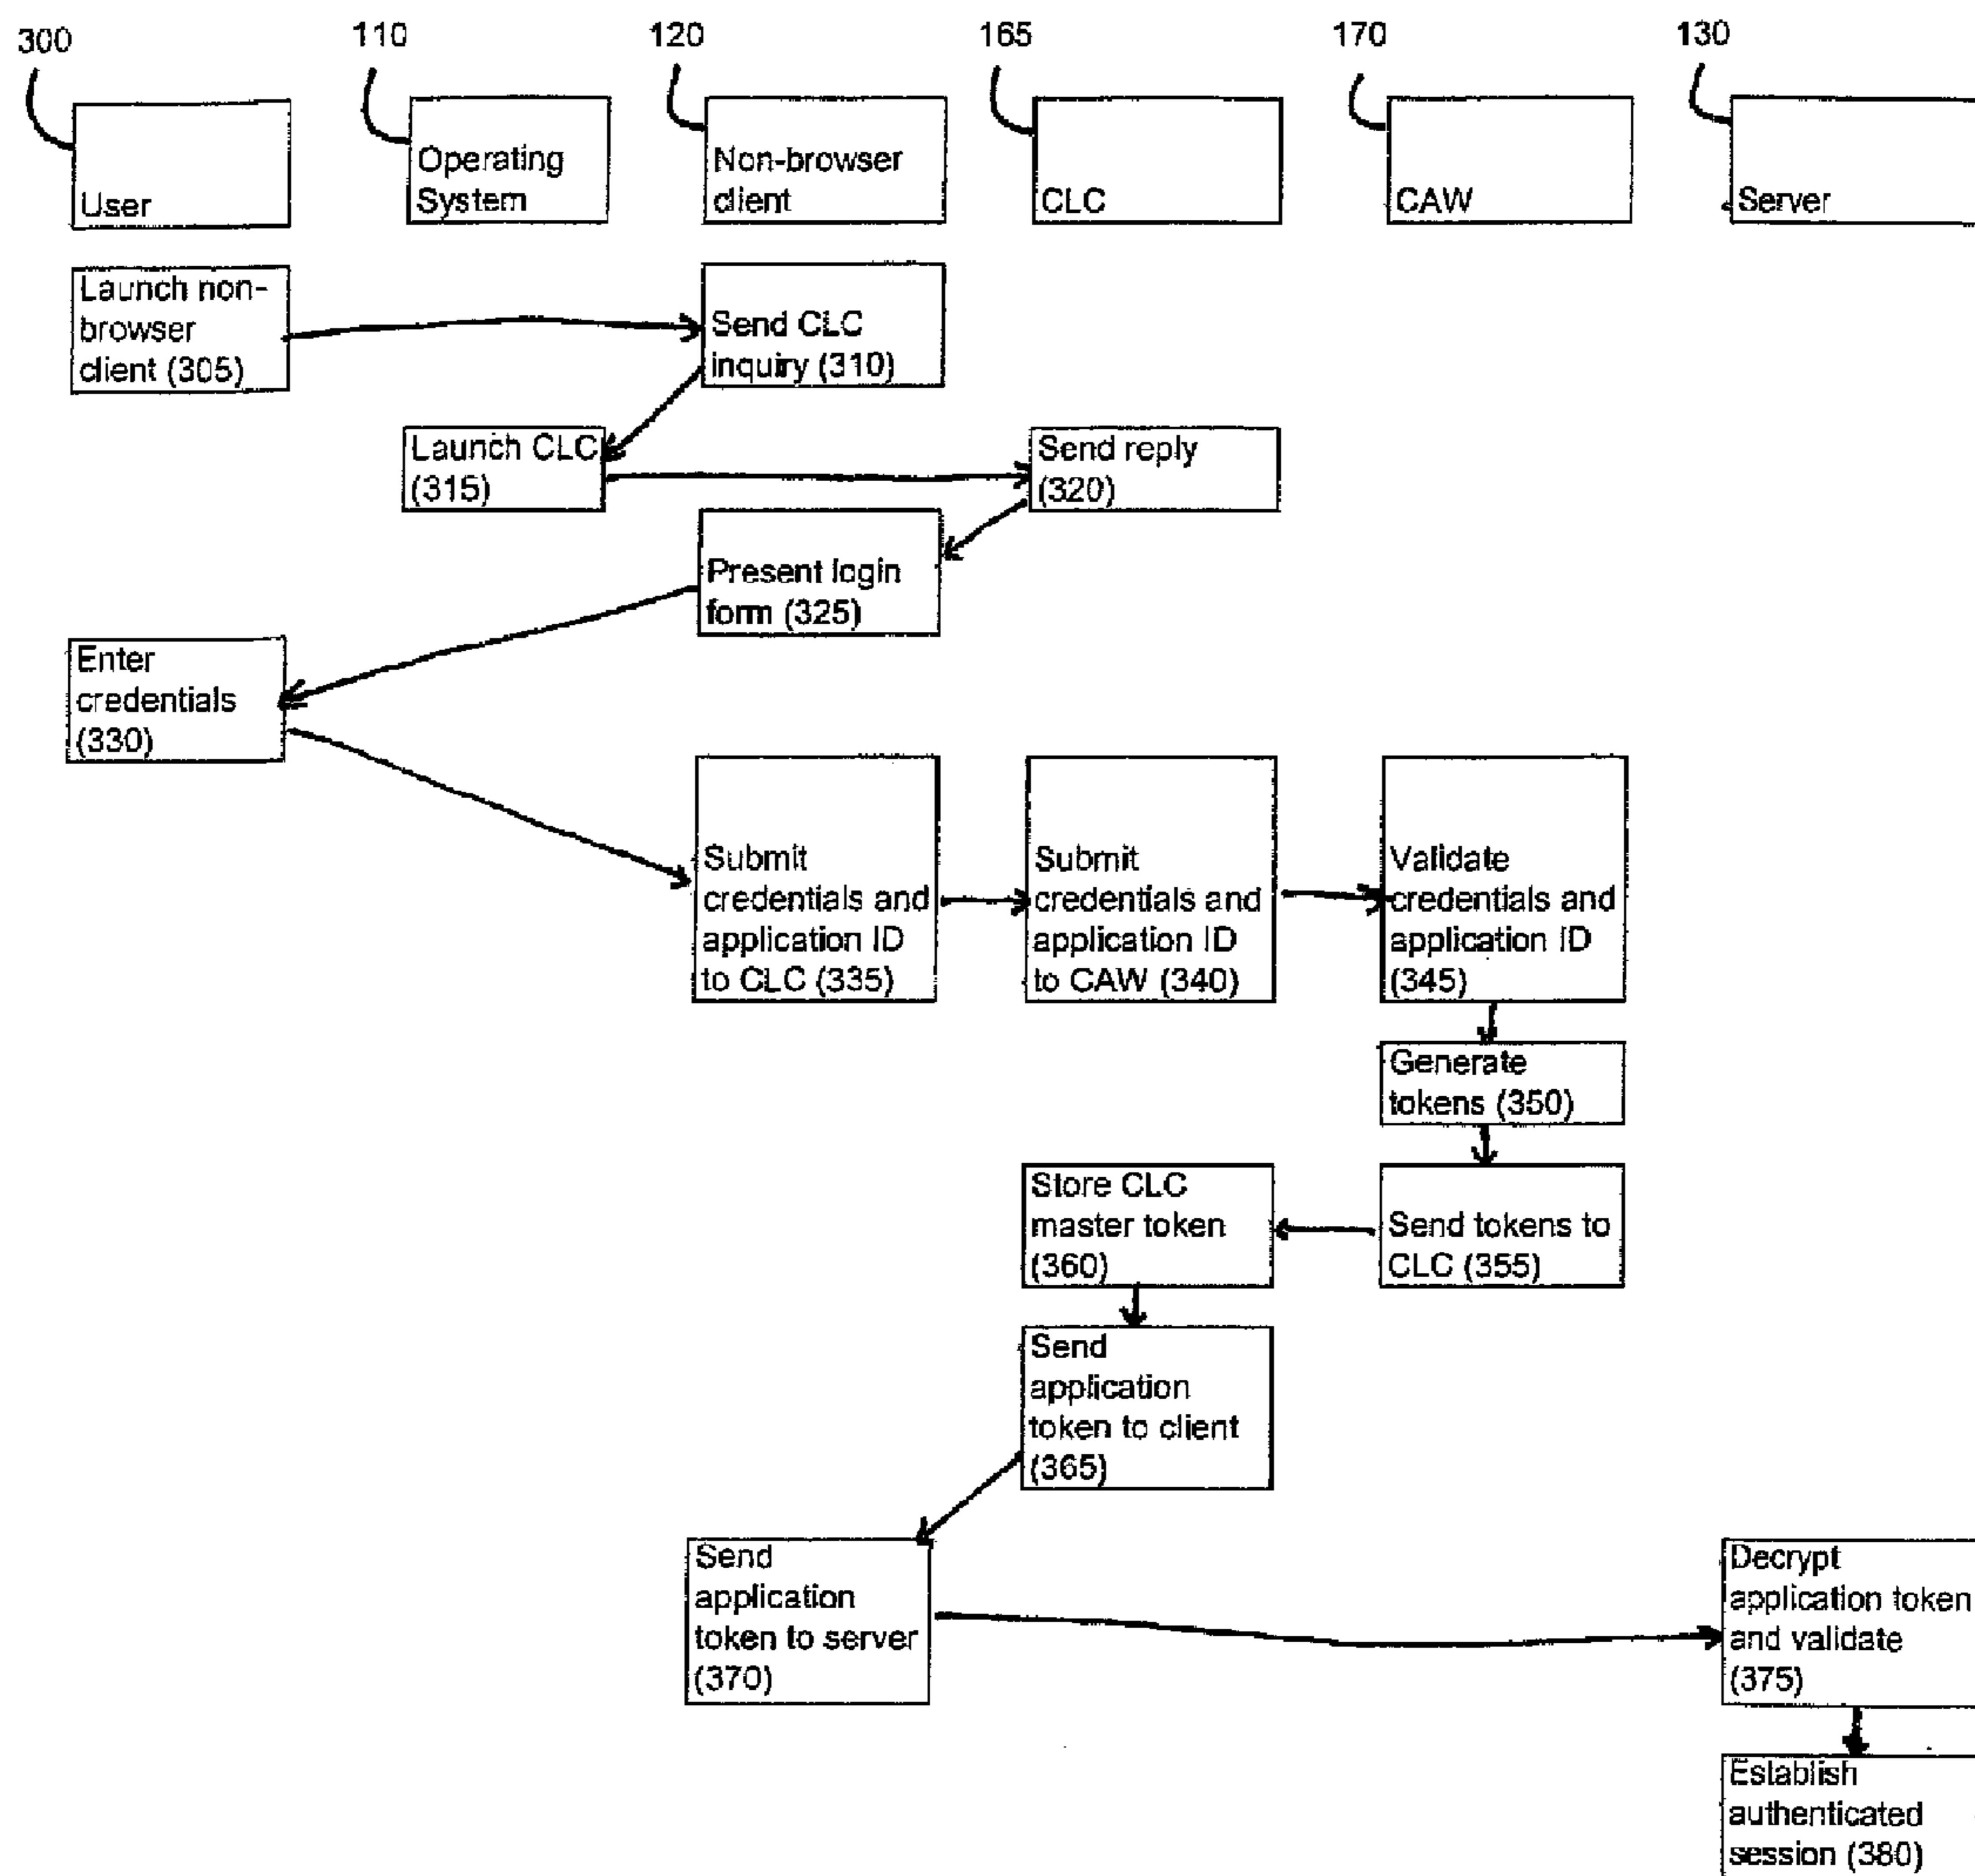 300
110
120
165
170
130
User
Operating
System
Non-browser
client
CLC
CAW
Server
Launch non-
browser
client (305)
Send CLC
inquiry (310)
Launch CLC
(315)
Send reply
(320)
Present login
form (325)
Enter
credentials
(330)
Submit
credentials and
application ID
to CLC (335)
Submit
credentials and
application ID
to CAW (340)
Validate
credentials and
application ID
(345)
Generate
tokens (350)
Send tokens to
CLC (355)
Store CLC
master token
(360)
Send
application
token to client
(365)
Send
application
token to server
(370)
Decrypt
application token
and validate
(375)
Establish
authenticated
session (380)